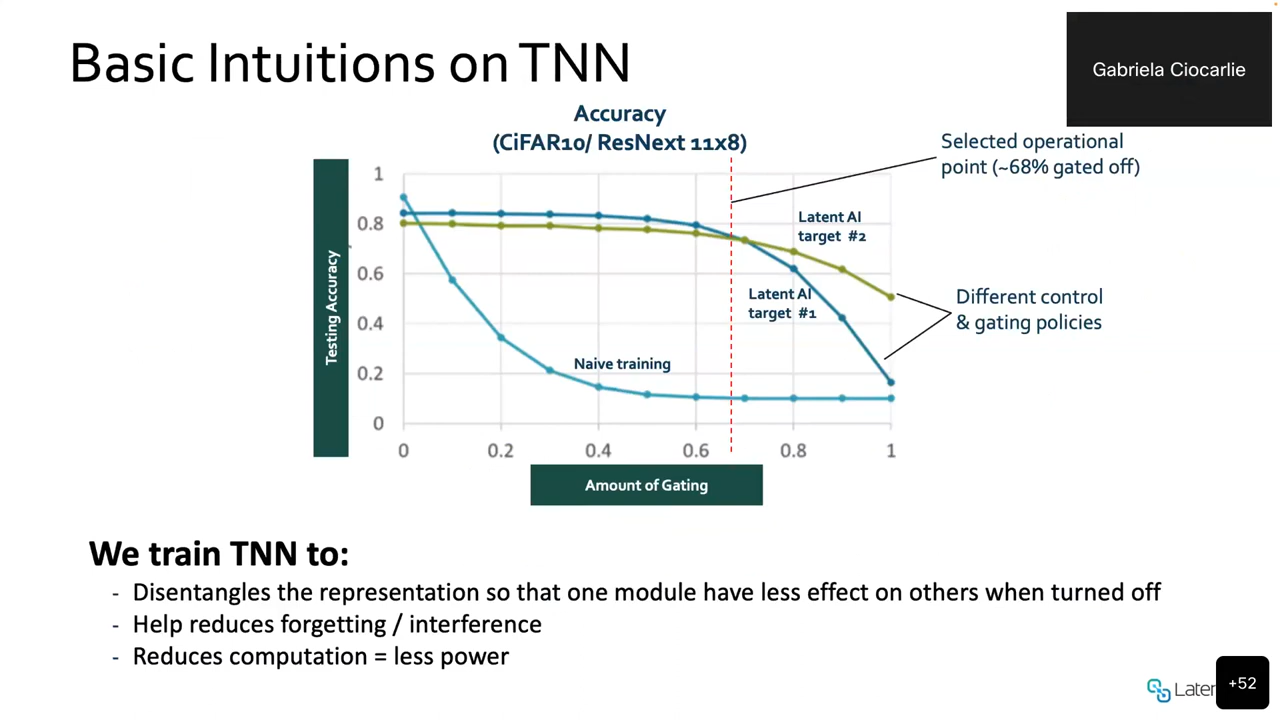 Basic Intuitions on TNN
Gabriela Ciocarlie
Accuracy
(CiFAR10/ ResNext 11x8)
Selected operational
point (~68% gated off)
Testing Accuracy
1
0.8
0.6
0.4
0.2
0
Latent AI
target #2
Latent AI
target #1
Naive training
Different control
& gating policies
0 0.2 0.4 0.6 0.8 1
Amount of Gating
We train TNN to:
- Disentangles the representation so that one module have less effect on others when turned off
- Help reduces forgetting / interference
- Reduces computation = less power
+52